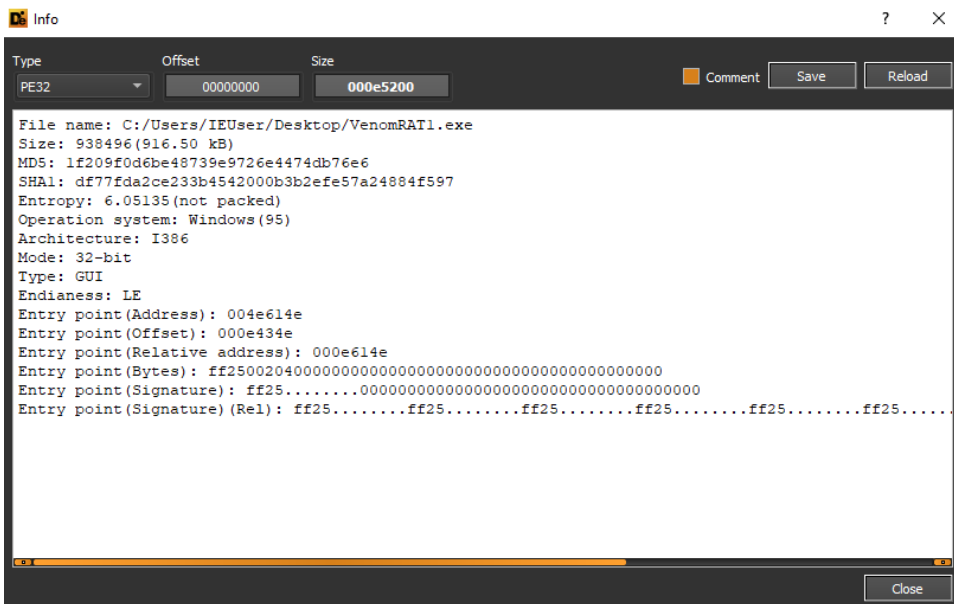 Info
? ×
Type Offset Size
PE32 00000000 000e5200 Comment Save Reload
File name: C:/Users/IEUser/Desktop/VenomRAT1.exe
Size: 938496(916.50 kB)
MD5: 1f209f0d6be48739e9726e4474db76e6
SHA1: df77fda2ce233b4542000b3b2efe57a24884f597
Entropy: 6.05135(not packed)
Operation system: Windows(95)
Architecture: I386
Mode: 32-bit
Type: GUI
Endianess: LE
Entry point(Address): 004e614e
Entry point(Offset): 000e434e
Entry point(Relative address): 000e614e
Entry point(Bytes): ff250020400000000000000000000000000000000000000000000000
Entry point(Signature): ff25........00000000000000000000000000000000000000000000
Entry point(Signature)(Rel): ff25........ff25........ff25........ff25........ff25........ff25......
Close